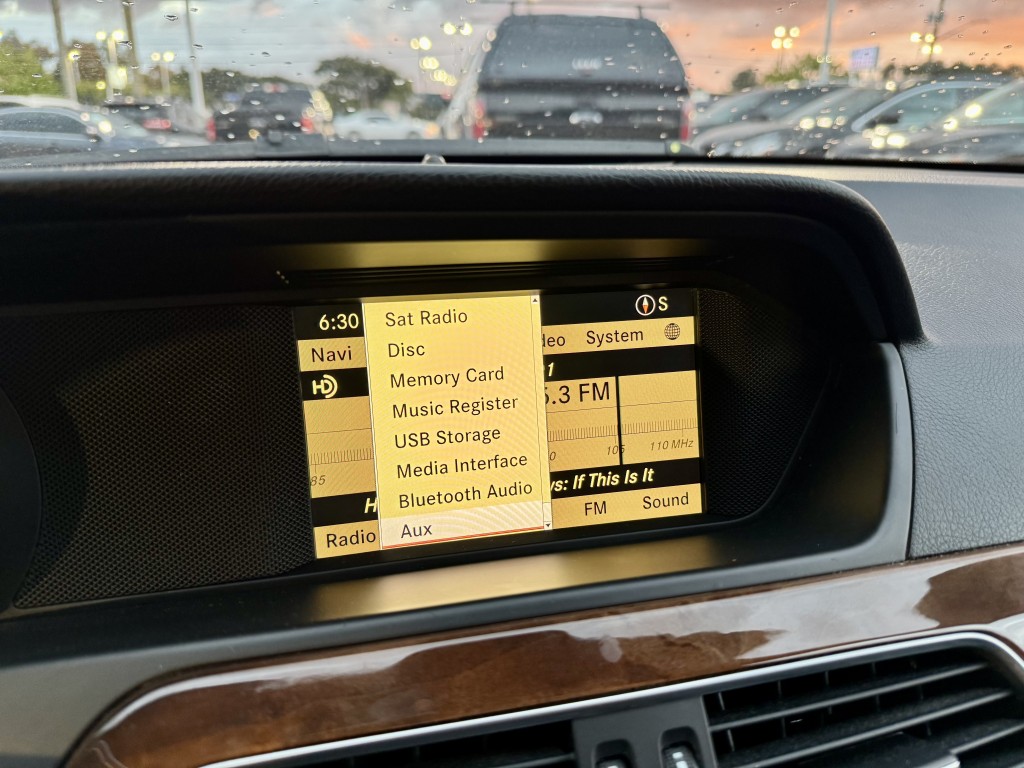 6:30
S
Navi
System
HD
5.3 FM
85
105
110 MHz
Sat Radio
Disc
Memory Card
Music Register
USB Storage
Media Interface
Bluetooth Audio
Aux
ys: If This Is It
Radio
FM
Sound